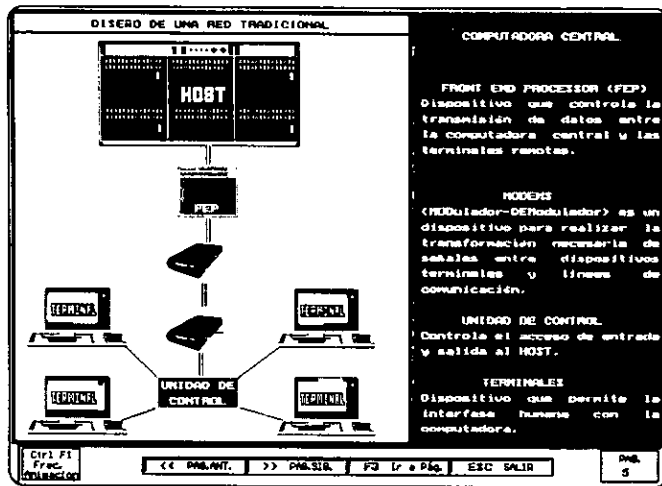 DISEÑO DE UNA RED TRADICIONAL
HOST
FEP
TERMINAL
TERMINAL
TERMINAL
TERMINAL
UNIDAD DE
CONTROL
COMPUTADORA CENTRAL
FRONT END PROCESSOR (FEP)
Dispositivo que controla la
transmisión de datos entre
la computadora central y las
terminales remotas.
MODEMS
(MODulador-DEModulador) es un
dispositivo para realizar la
transformación necesaria de
señales entre dispositivos
terminales y líneas de
comunicación.
UNIDAD DE CONTROL
Controla el acceso de entrada
y salida al HOST.
TERMINALES
Dispositivo que permite la
interfase humana con la
computadora.
Ctrl F1
Frec.
Animacion
<< PAG.ANT.
>> PAG.SIG.
F3 Ir a Pág.
ESC SALIR
PAG.
5